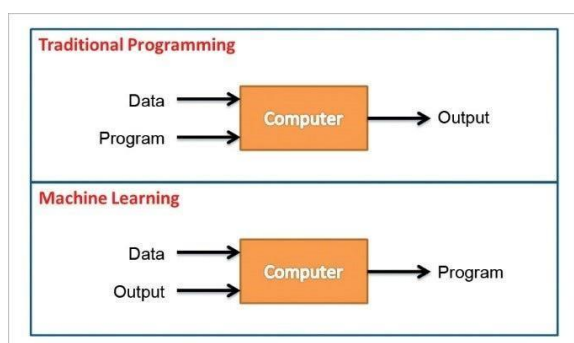 Traditional Programming
Data
Program
Computer
Output
Machine Learning
Data
Output
Computer
Program